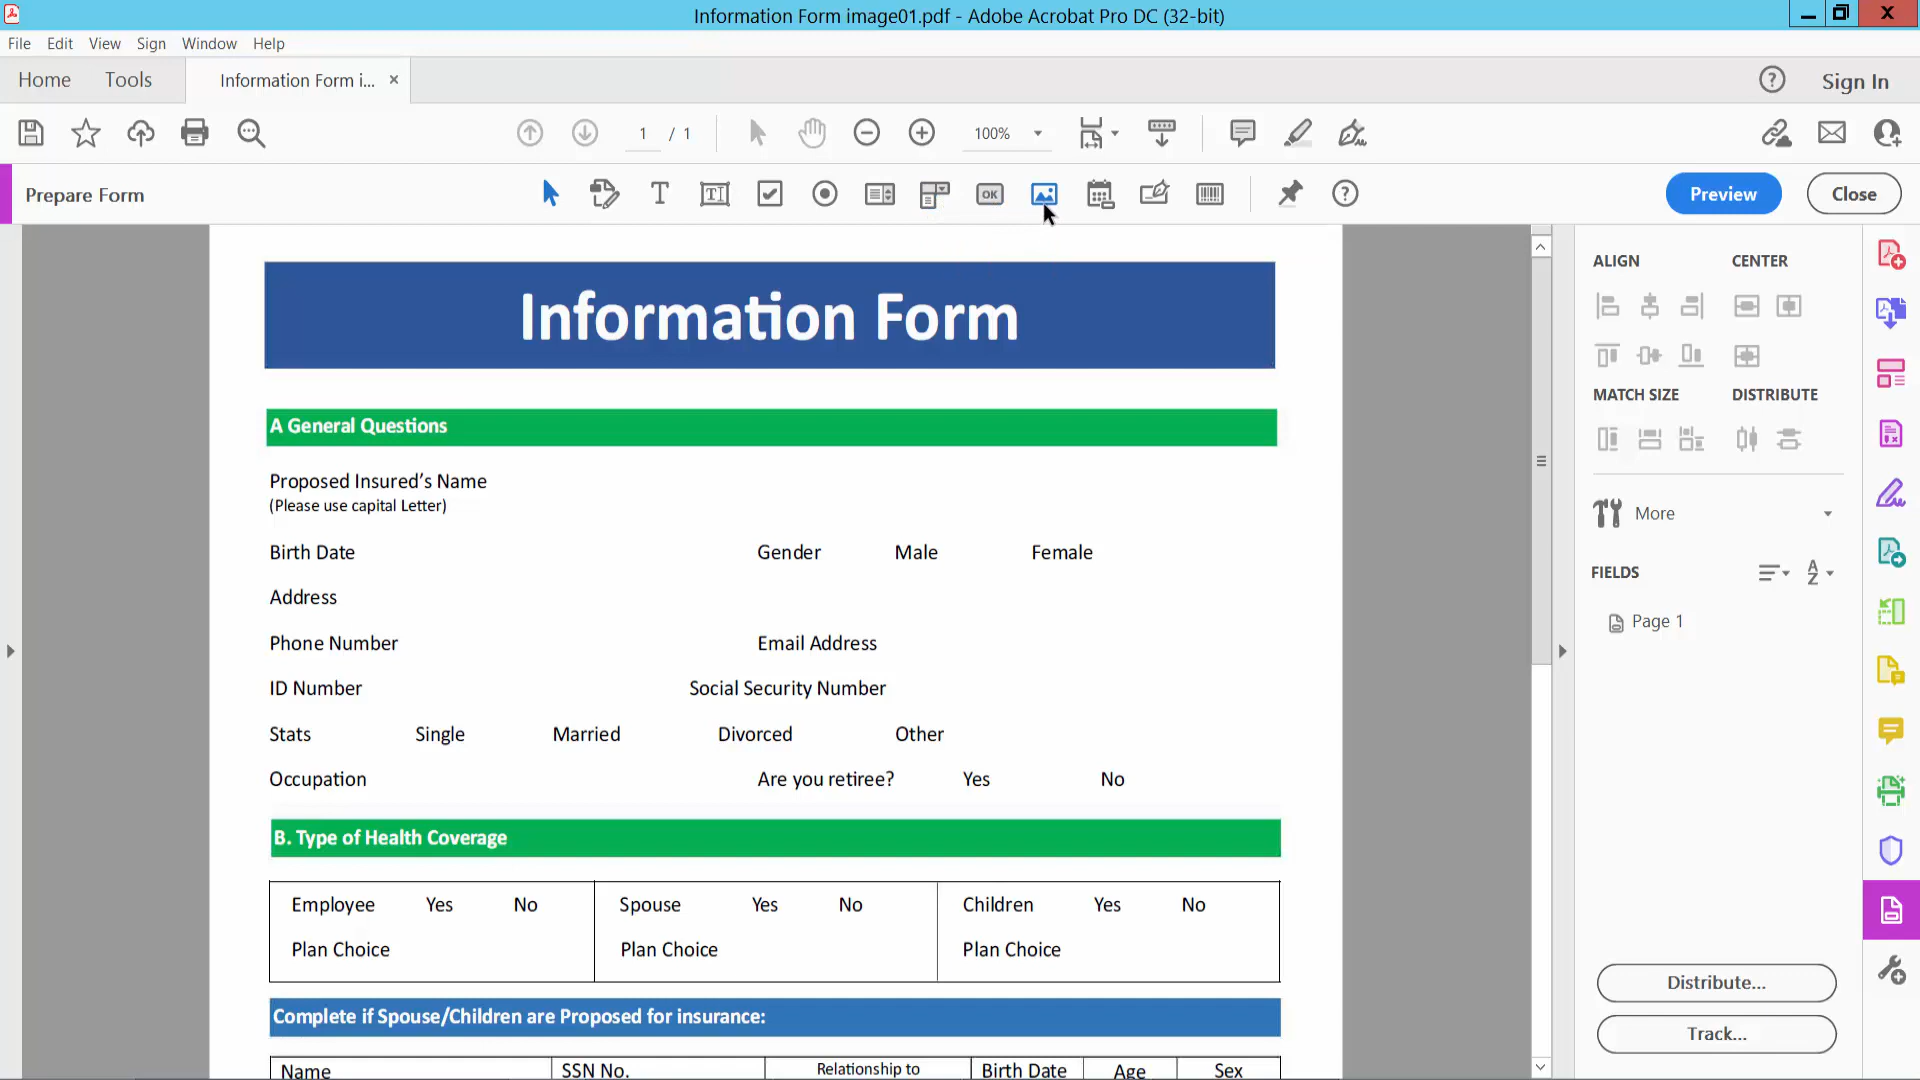 Information Form image01.pdf - Adobe Acrobat Pro DC (32-bit)
File Edit View Sign Window Help
Home Tools Information Form i... × Sign In
1 / 1 100%
Prepare Form T TI OK Preview Close
Information Form
A General Questions
Proposed Insured’s Name
(Please use capital Letter)
Birth Date Gender Male Female
Address
Phone Number Email Address
ID Number Social Security Number
Stats Single Married Divorced Other
Occupation Are you retiree? Yes No
B. Type of Health Coverage
Employee Yes No Spouse Yes No Children Yes No
Plan Choice Plan Choice Plan Choice
Complete if Spouse/Children are Proposed for insurance:
Name SSN No. Relationship to Birth Date Age Sex
ALIGN CENTER
MATCH SIZE DISTRIBUTE
More
FIELDS A Z
Page 1
Distribute...
Track...